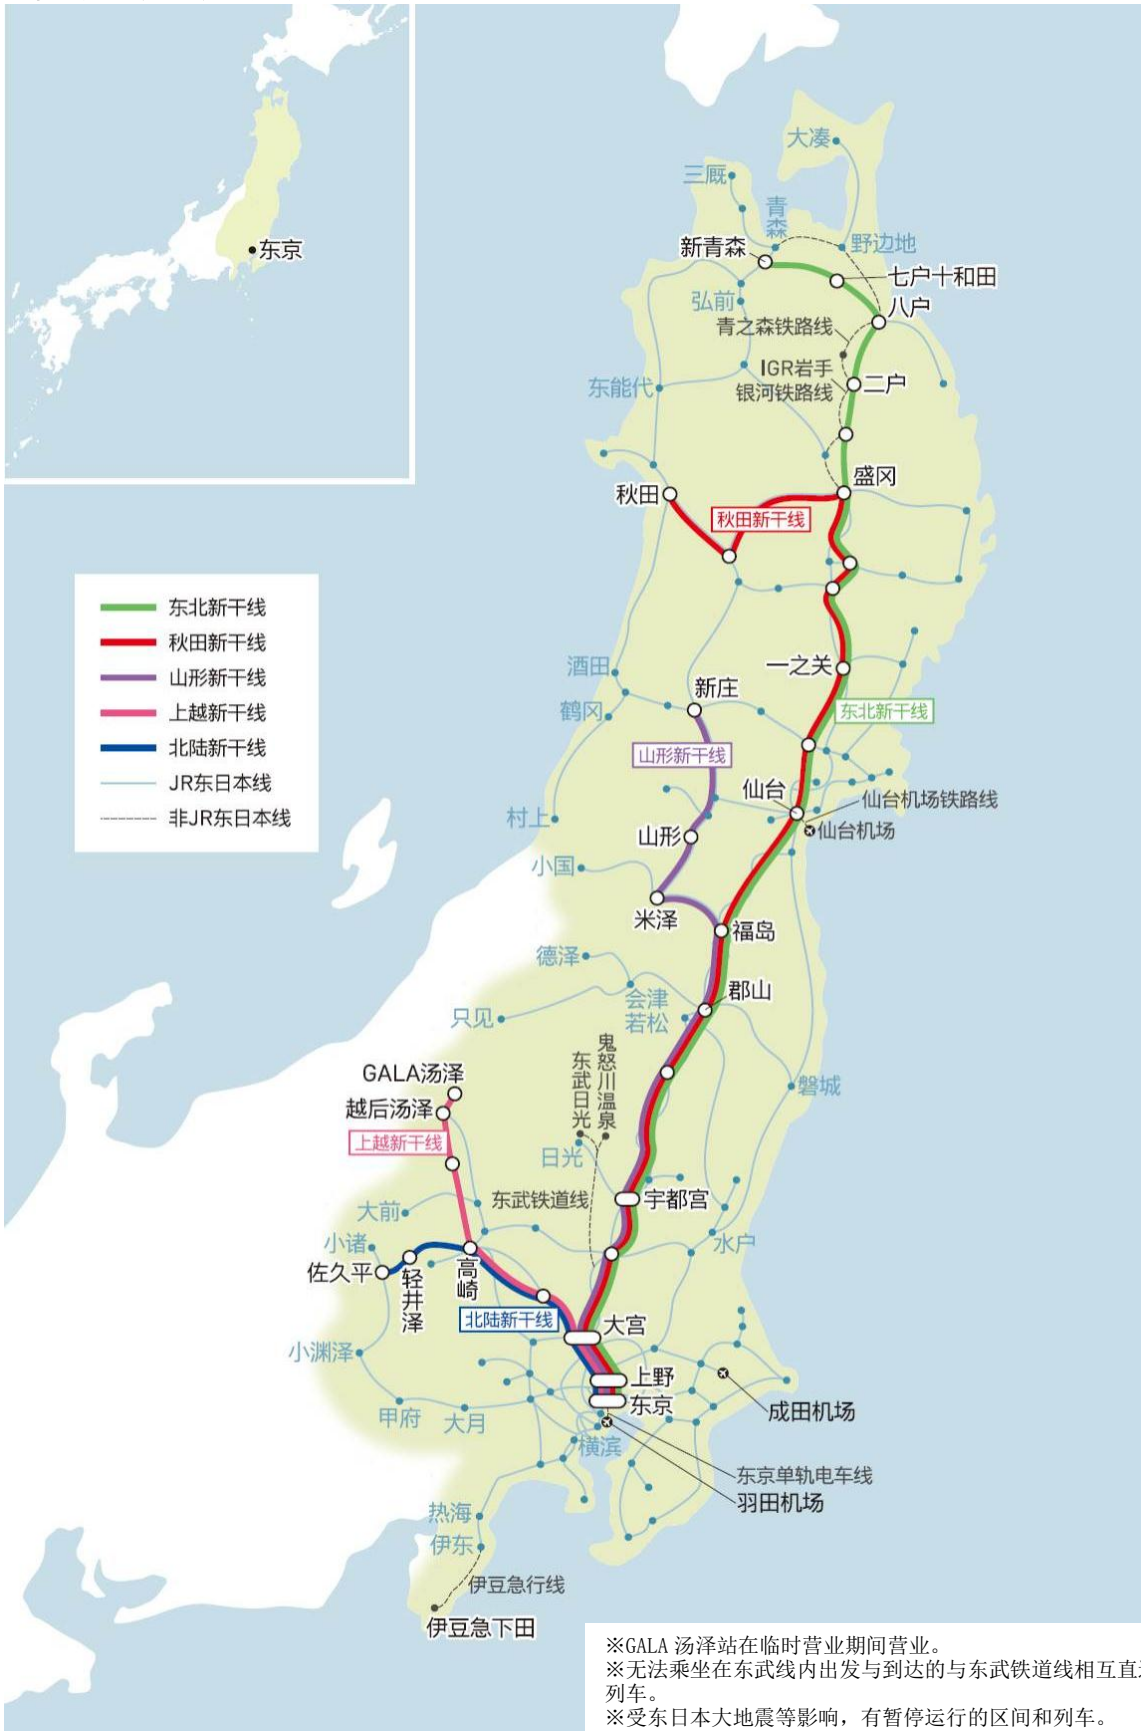 东京
大凑
三厩
青森
新青森
野边地
七户十和田
弘前
八户
青之森铁路线
IGR岩手
银河铁路线
东能代
二户
盛冈
秋田
秋田新干线
东北新干线
秋田新干线
山形新干线
上越新干线
北陆新干线
JR东日本线
非JR东日本线
酒田
一之关
新庄
鹤冈
东北新干线
山形新干线
仙台
仙台机场铁路线
村上
仙台机场
山形
小国
米泽
福岛
德泽
郡山
会津
若松
只见
鬼怒川温泉
东武日光
GALA汤泽
磐城
越后汤泽
上越新干线
日光
东武铁道线
宇都宫
大前
小诸
水户
佐久平
轻井泽
高崎
北陆新干线
大宫
小渊泽
上野
东京
成田机场
甲府
大月
横滨
东京单轨电车线
羽田机场
热海
伊东
伊豆急行线
伊豆急下田
※GALA 汤泽站在临时营业期间营业。
※无法乘坐在东武线内出发与到达的与东武铁道线相互直
列车。
※受东日本大地震等影响，有暂停运行的区间和列车。